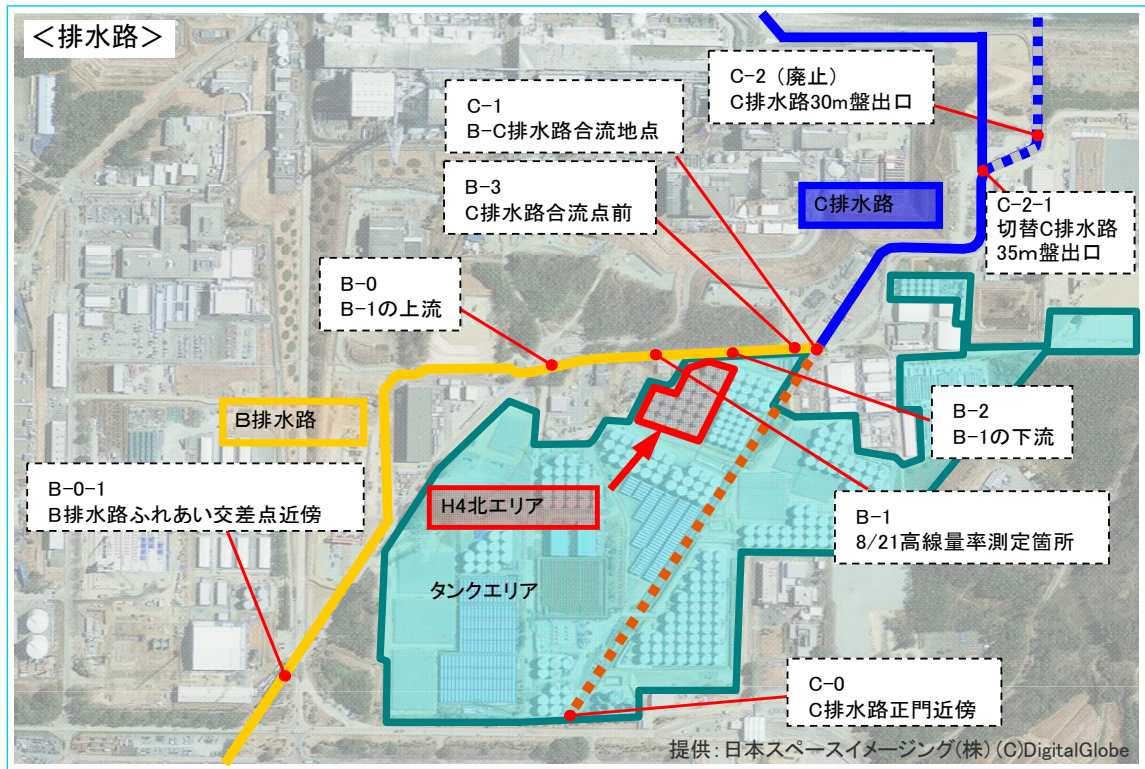 ＜排水路＞
C-2（廃止）
C排水路30m盤出口
C-1
B-C排水路合流地点
B-3
C排水路合流点前
C排水路
C-2-1
切替C排水路
35m盤出口
B-0
B-1の上流
B排水路
B-2
B-1の下流
B-0-1
B排水路ふれあい交差点近傍
H4北エリア
B-1
8/21高線量率測定箇所
タンクエリア
C-0
C排水路正門近傍
提供：日本スペースイメージング(株) (C)DigitalGlobe